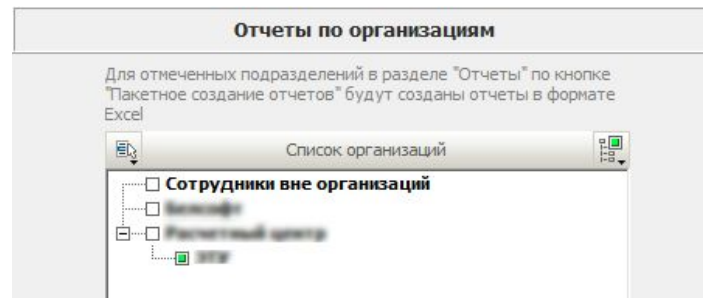 Отчеты по организациям
Для отмеченных подразделений в разделе "Отчеты" по кнопке
"Пакетное создание отчетов" будут созданы отчеты в формате
Excel
Список организаций
Сотрудники вне организаций